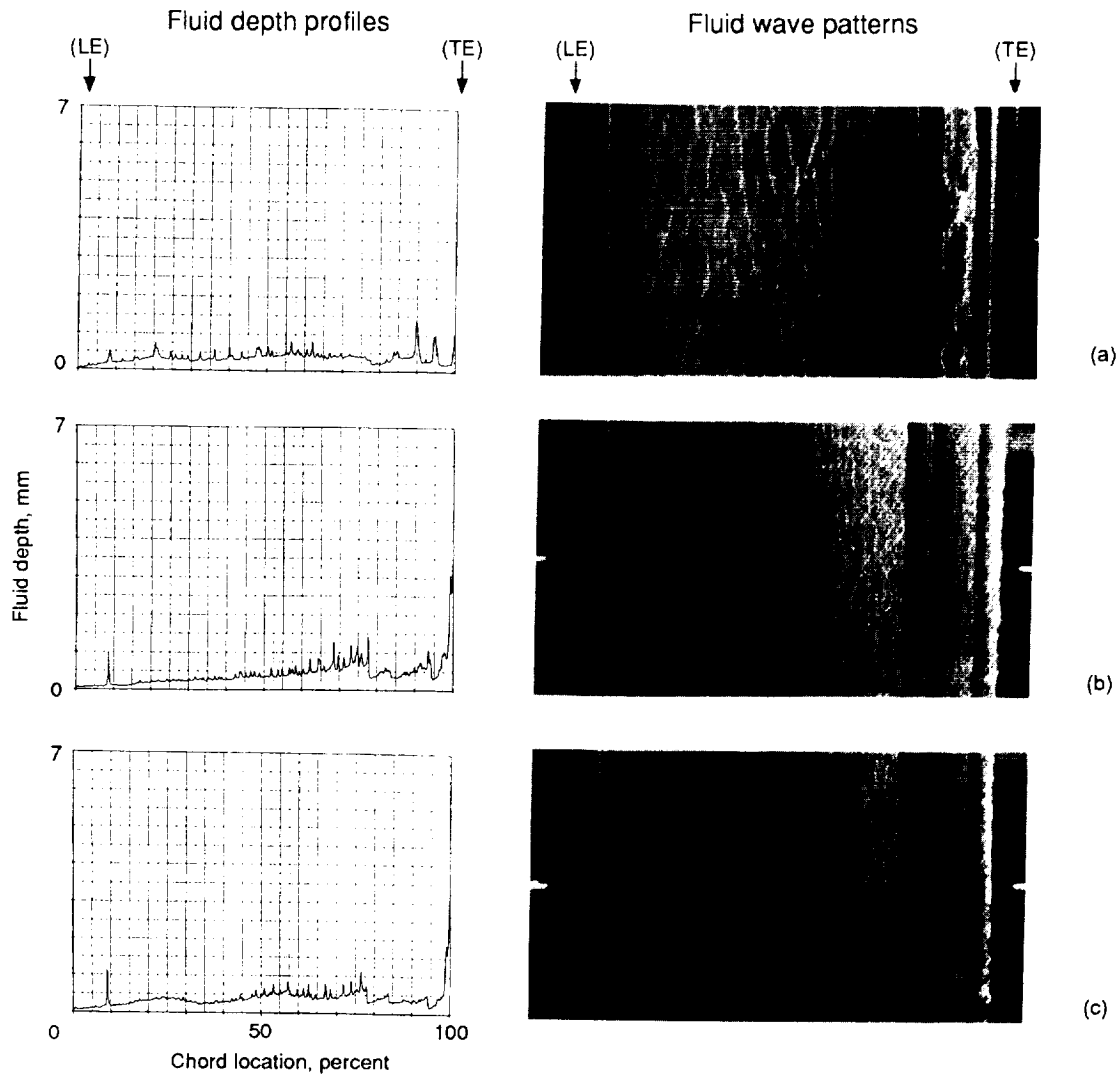 Fluid depth profiles
Fluid wave patterns
(LE)
(TE)
(LE)
(TE)
7
0
(a)
7
Fluid depth, mm
0
(b)
7
0
50
100
(c)
Chord location, percent